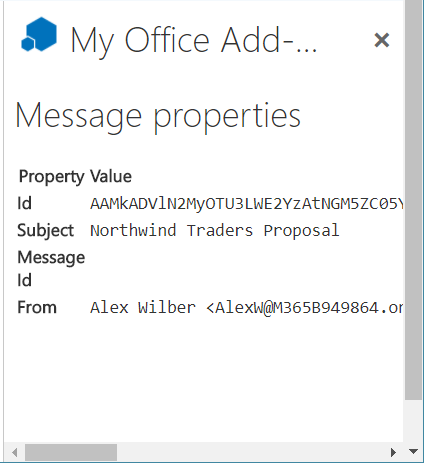 My Office Add-...
Message properties
Property Value
Id AAMkADVlN2MyOTU3LWE2YzAtNGM5ZC05Y
Subject Northwind Traders Proposal
Message
Id
From Alex Wilber <AlexW@M365B949864.or